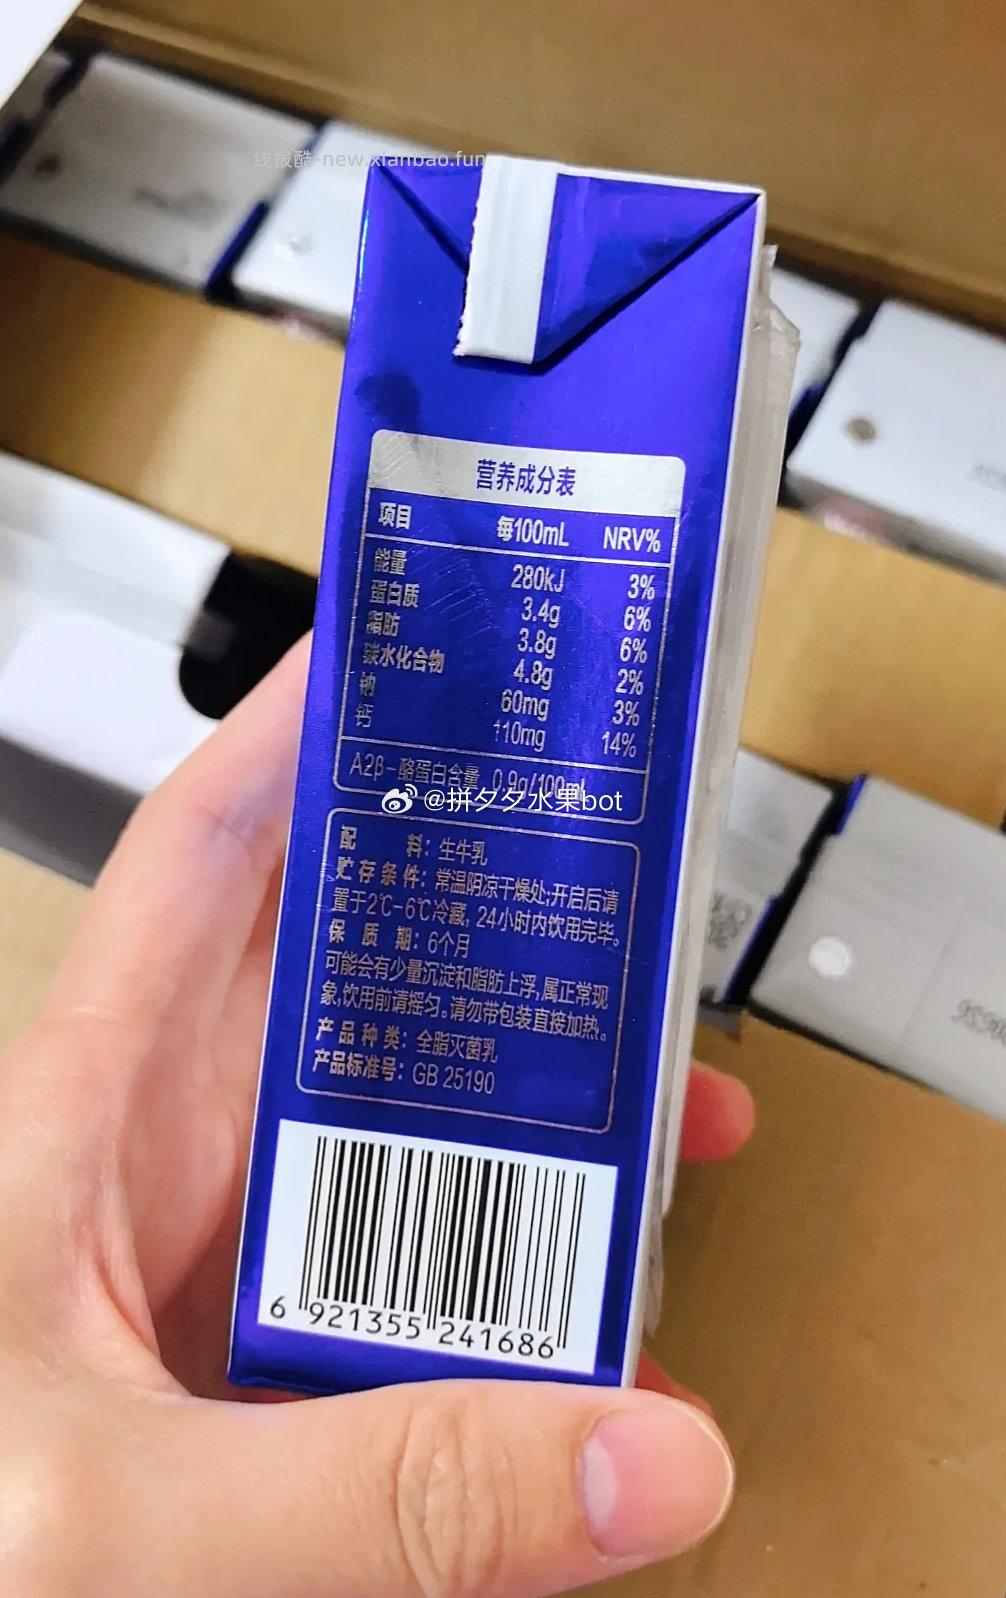 线报酷-new.xianbao.fun
营养成分表
项目 每100mL NRV%
能量 280kJ 3%
蛋白质 3.4g 6%
脂肪 3.8g 6%
碳水化合物 4.8g 2%
钠 60mg 3%
钙 110mg 14%
A2β-酪蛋白含量 0.9g/100mL
@拼夕夕水果bot
配料：生牛乳
贮存条件：常温阴凉干燥处;开启后请
置于2℃-6℃冷藏, 24小时内饮用完毕。
保质期：6个月
可能会有少量沉淀和脂肪上浮,属正常现
象,饮用前请摇匀。请勿带包装直接加热。
产品种类：全脂灭菌乳
产品标准号：GB 25190
6 921355 241686